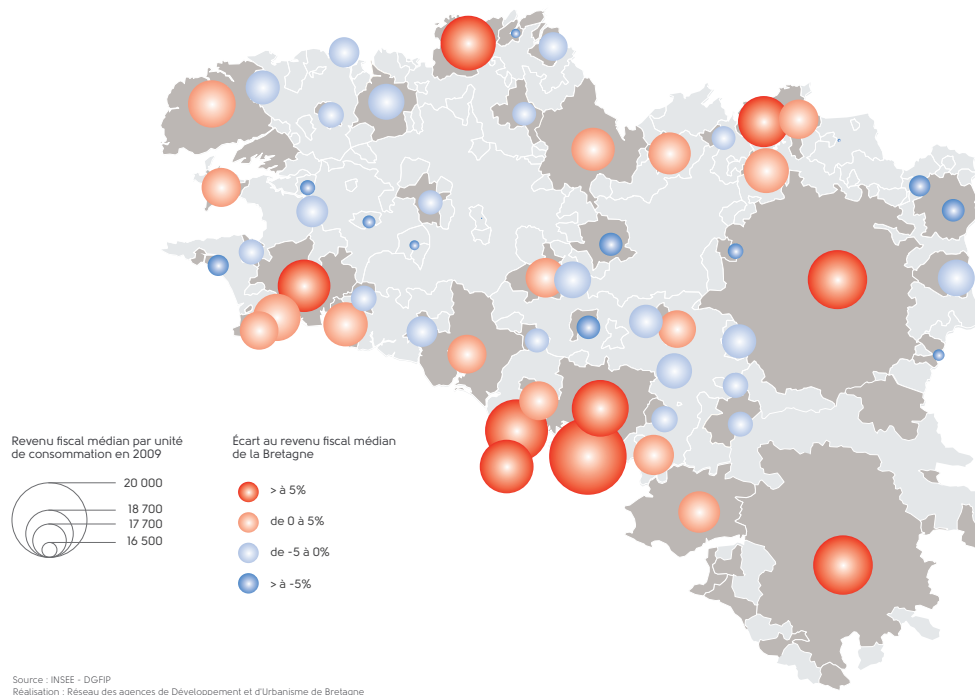 Revenu fiscal médian par unité
de consommation en 2009
20 000
18 700
17 700
16 500
Écart au revenu fiscal médian
de la Bretagne
> à 5%
de 0 à 5%
de -5 à 0%
> à -5%
Source : INSEE - DGFIP
Réalisation : Réseau des agences de Développement et d'Urbanisme de Bretagne